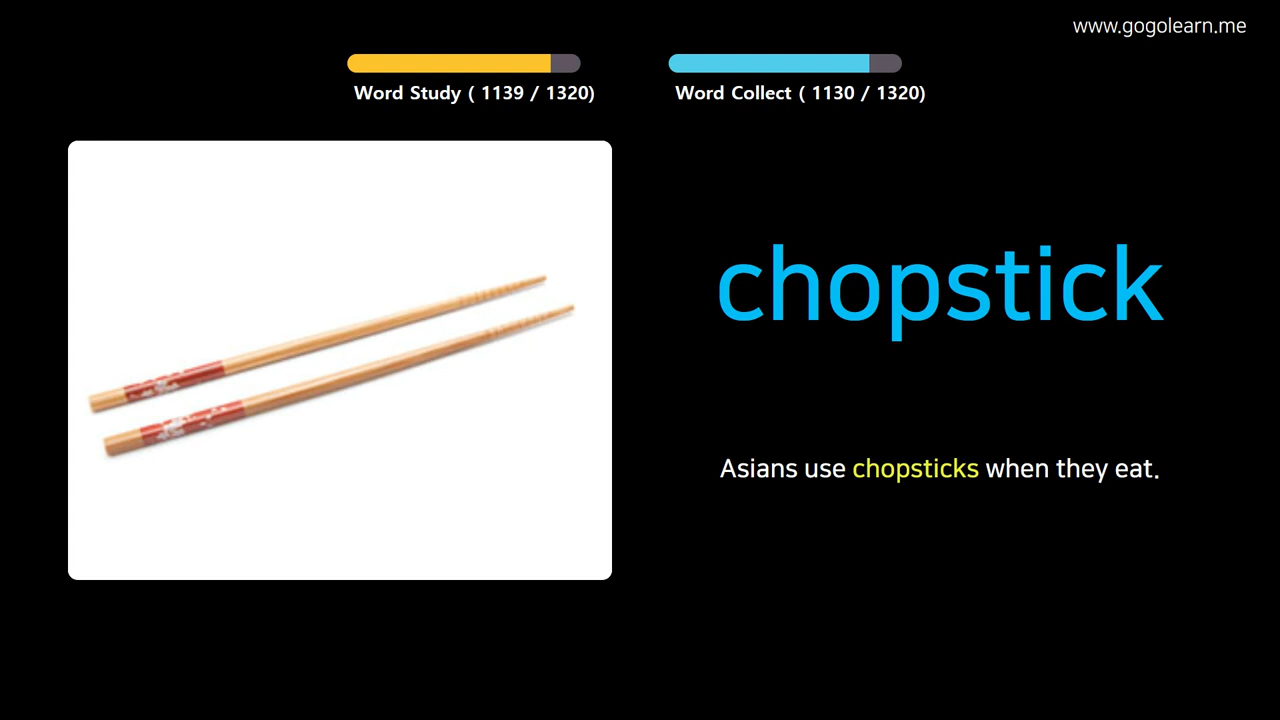 www.gogolearn.me
Word Study ( 1139 / 1320)
Word Collect ( 1130 / 1320)
chopstick
Asians use chopsticks when they eat.